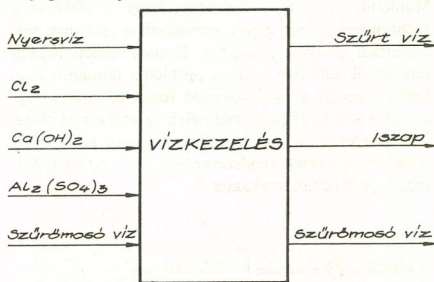 Nyersvíz
Cl2
Ca(OH)2
Al2(SO4)3
Szűrőmosó víz
VÍZKEZELÉS
Szűrt víz
Iszap
Szűrőmosó víz